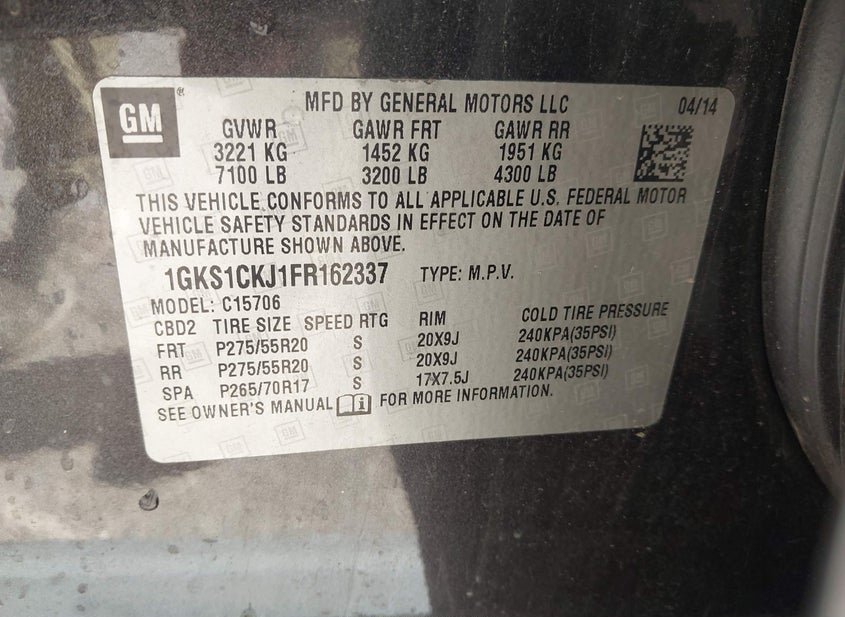 GM
MFD BY GENERAL MOTORS LLC 04/14
GVWR GAWR FRT GAWR RR
3221 KG 1452 KG 1951 KG
7100 LB 3200 LB 4300 LB
THIS VEHICLE CONFORMS TO ALL APPLICABLE U.S. FEDERAL MOTOR
VEHICLE SAFETY STANDARDS IN EFFECT ON THE DATE OF
MANUFACTURE SHOWN ABOVE.
1GKS1CKJ1FR162337 TYPE: M.P.V.
MODEL: C15706
CBD2 TIRE SIZE SPEED RTG RIM COLD TIRE PRESSURE
FRT P275/55R20 S 20X9J 240KPA(35PSI)
RR P275/55R20 S 20X9J 240KPA(35PSI)
SPA P265/70R17 S 17X7.5J 240KPA(35PSI)
SEE OWNER'S MANUAL FOR MORE INFORMATION.